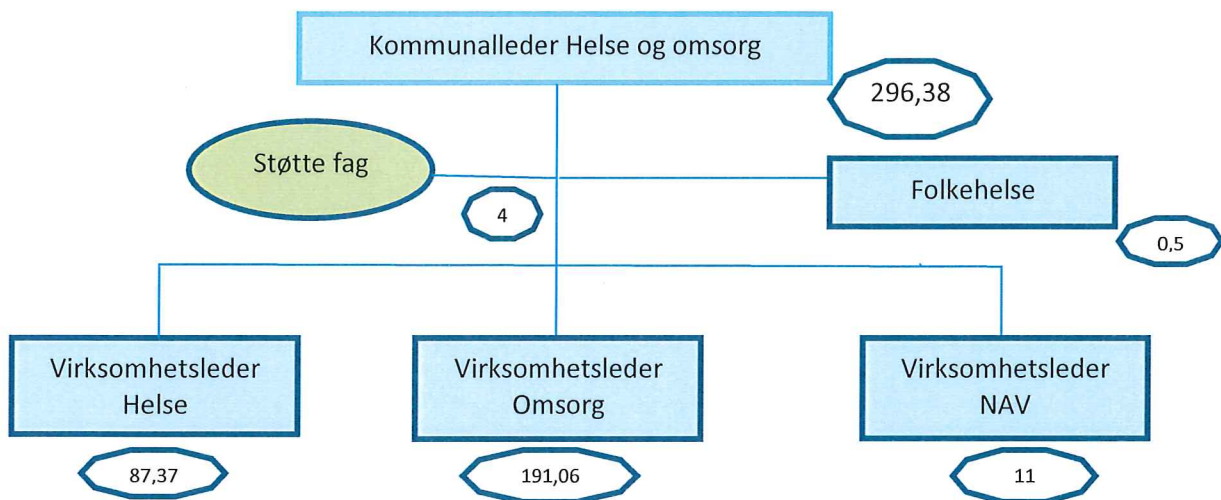 Kommunalleder Helse og omsorg
296,38
Støtte fag
4
Folkehelse
0,5
Virksomhetsleder
Helse
87,37
Virksomhetsleder
Omsorg
191,06
Virksomhetsleder
NAV
11